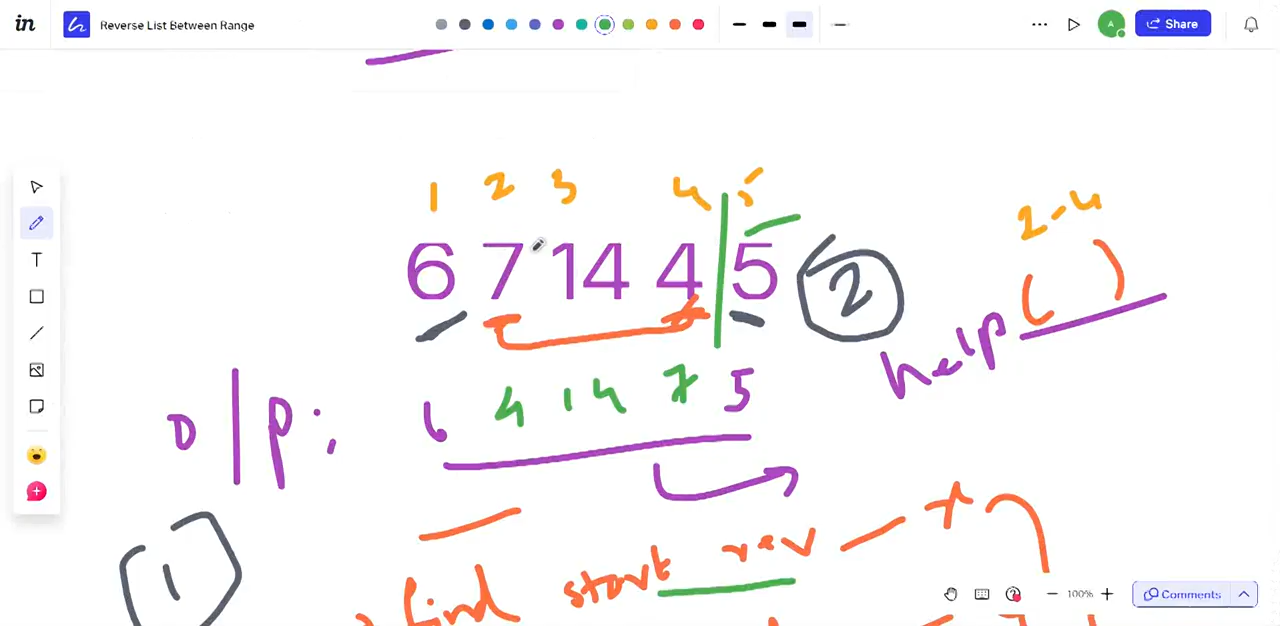 in Reverse List Between Range A Share
1 2 3 4 5
6 7 14 4 5
2 2-4
( )
help
o/p: 6 4 14 7 5
1
find start rev
T
100%
? Comments